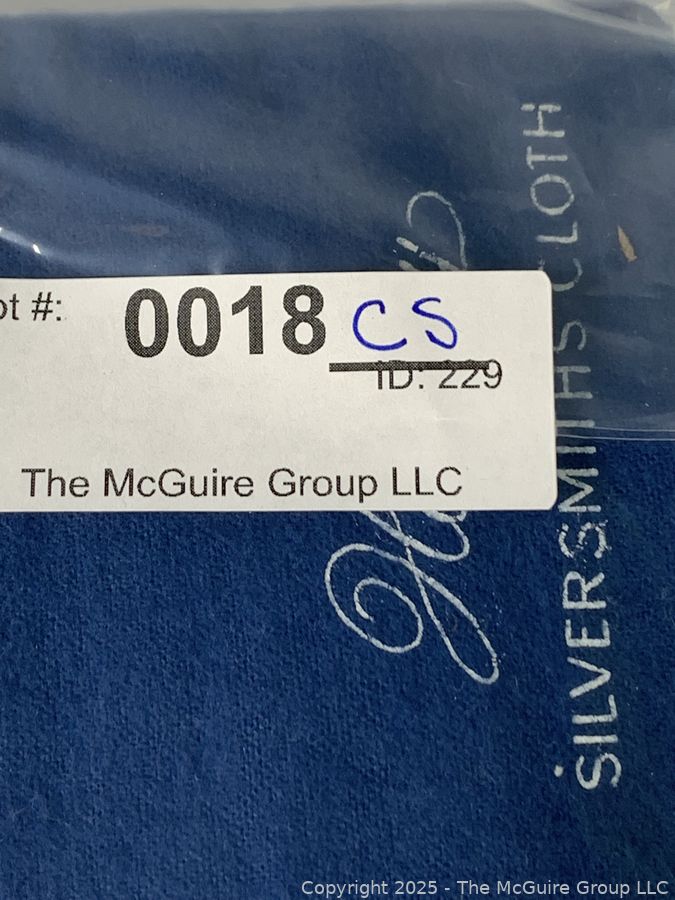 ot #:
0018 CS
ID: 229
The McGuire Group LLC
SILVERSMITHS CLOTH
Copyright 2025 - The McGuire Group LLC